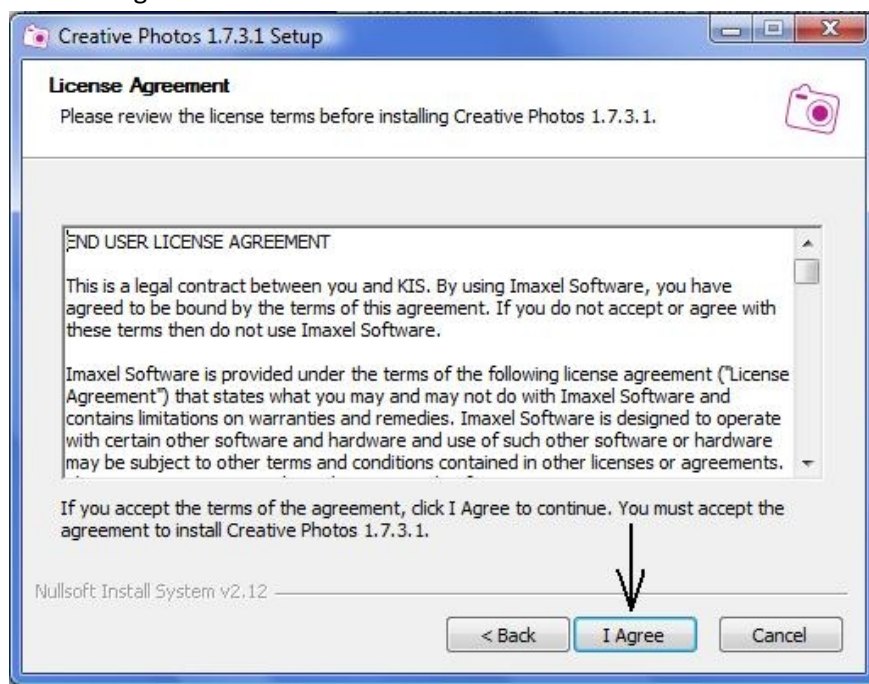 Creative Photos 1.7.3.1 Setup
License Agreement
Please review the license terms before installing Creative Photos 1.7.3.1.
END USER LICENSE AGREEMENT
This is a legal contract between you and KIS. By using Imaxel Software, you have
agreed to be bound by the terms of this agreement. If you do not accept or agree with
these terms then do not use Imaxel Software.
Imaxel Software is provided under the terms of the following license agreement ("License
Agreement") that states what you may and may not do with Imaxel Software and
contains limitations on warranties and remedies. Imaxel Software is designed to operate
with certain other software and hardware and use of such other software or hardware
may be subject to other terms and conditions contained in other licenses or agreements.
If you accept the terms of the agreement, click I Agree to continue. You must accept the
agreement to install Creative Photos 1.7.3.1.
Nullsoft Install System v2.12
< Back I Agree Cancel